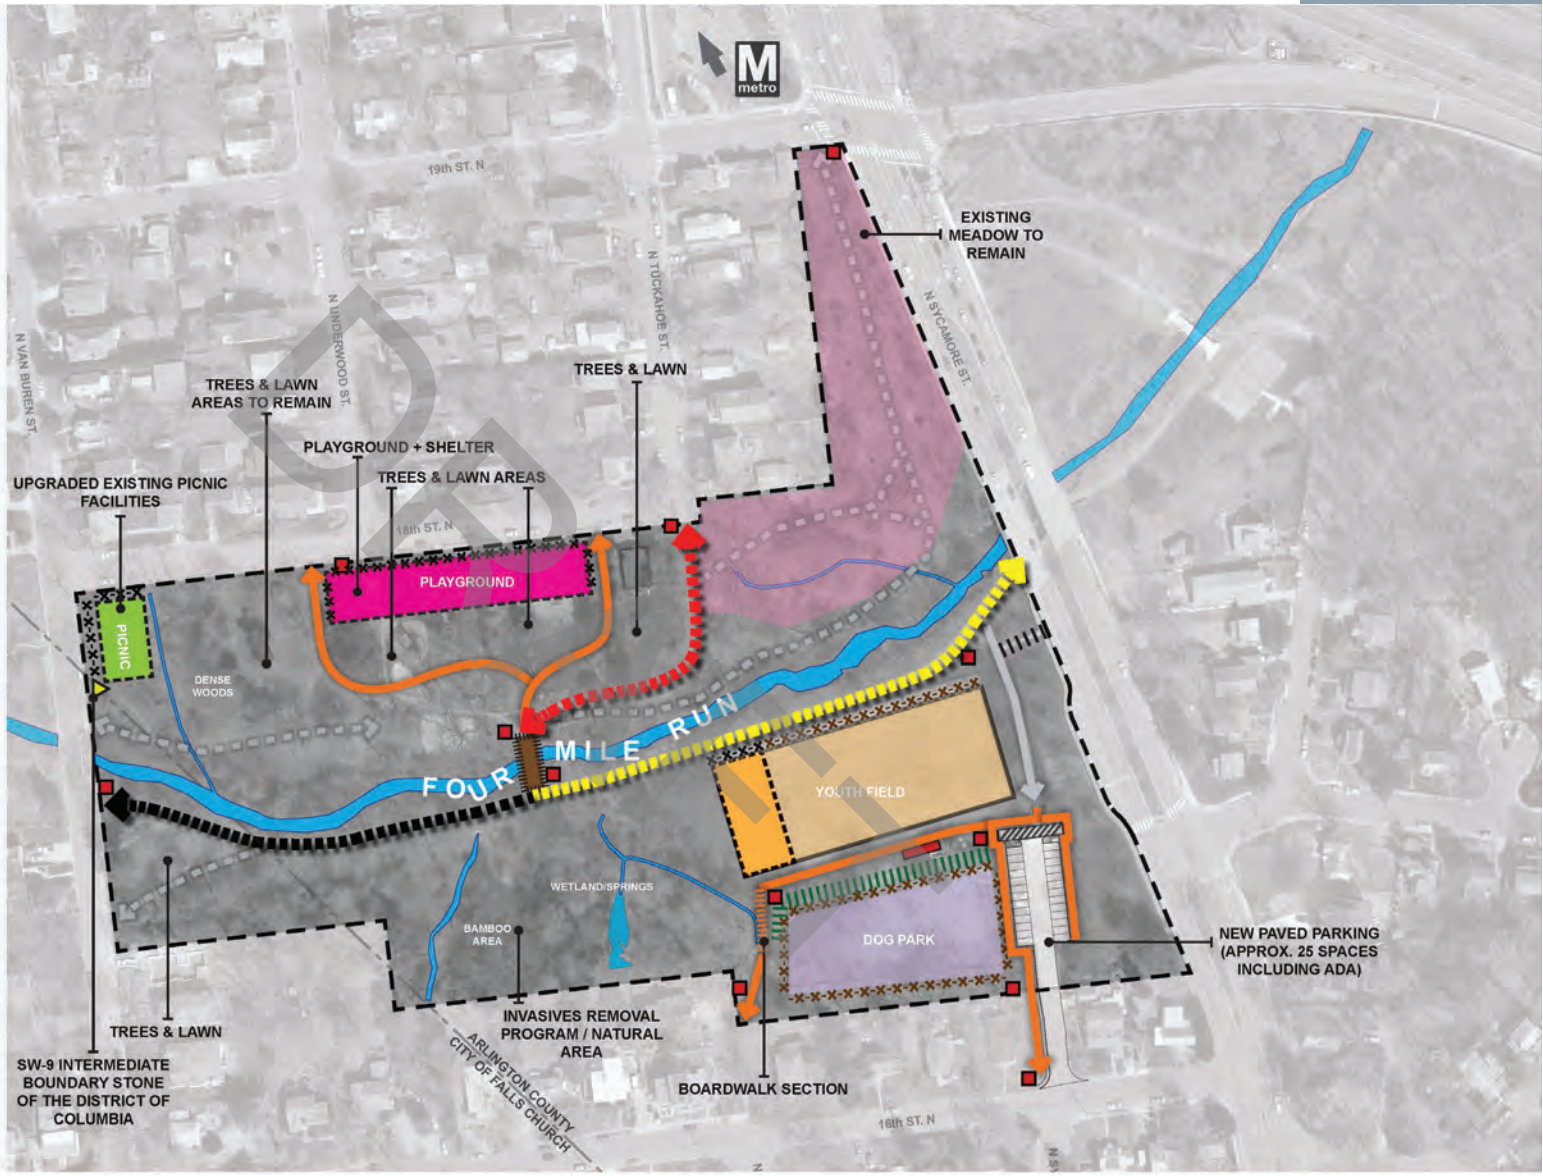 M
metro
19th ST. N
EXISTING
MEADOW TO
REMAIN
N TUCKAHOE ST.
N SYCAMORE ST.
N UNDERWOOD ST.
N VAN BUREN ST.
TREES & LAWN
TREES & LAWN
AREAS TO REMAIN
PLAYGROUND + SHELTER
TREES & LAWN AREAS
UPGRADED EXISTING PICNIC
FACILITIES
18th ST. N
PLAYGROUND
PICNIC
DENSE
WOODS
FOUR MILE RUN
YOUTH FIELD
WETLAND/SPRINGS
BAMBOO
AREA
DOG PARK
NEW PAVED PARKING
(APPROX. 25 SPACES
INCLUDING ADA)
TREES & LAWN
INVASIVES REMOVAL
PROGRAM / NATURAL
AREA
ARLINGTON COUNTY
CITY OF FALLS CHURCH
BOARDWALK SECTION
SW-9 INTERMEDIATE
BOUNDARY STONE
OF THE DISTRICT OF
COLUMBIA
16th ST. N